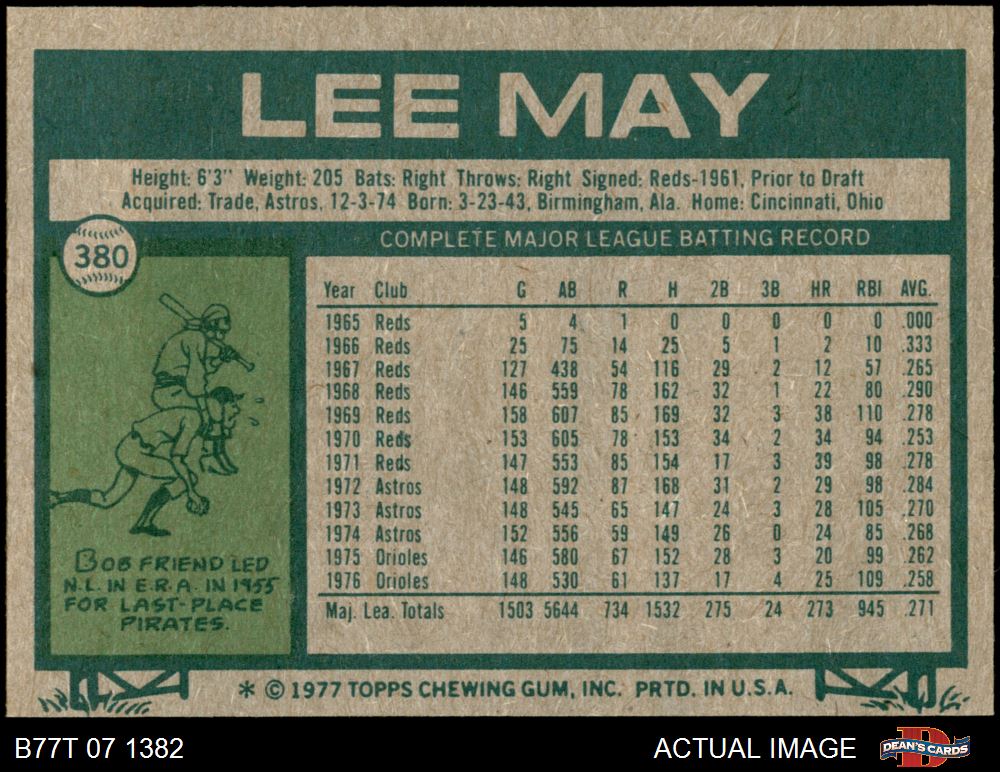 LEE MAY
Height: 6'3" Weight: 205 Bats: Right Throws: Right Signed: Reds-1961, Prior to Draft
Acquired: Trade, Astros, 12-3-74 Born: 3-23-43, Birmingham, Ala. Home: Cincinnati, Ohio
380
COMPLETE MAJOR LEAGUE BATTING RECORD
Year Club G AB R H 2B 3B HR RBI AVG.
1965 Reds 5 4 1 0 0 0 0 0 .000
1966 Reds 25 75 14 25 5 1 2 10 .333
1967 Reds 127 438 54 116 29 2 12 57 .265
1968 Reds 146 559 78 162 32 1 22 80 .290
1969 Reds 158 607 85 169 32 3 38 110 .278
1970 Reds 153 605 78 153 34 2 34 94 .253
1971 Reds 147 553 85 154 17 3 39 98 .278
1972 Astros 148 592 87 168 31 2 29 98 .284
1973 Astros 148 545 65 147 24 3 28 105 .270
1974 Astros 152 556 59 149 26 0 24 85 .268
1975 Orioles 146 580 67 152 28 3 20 99 .262
1976 Orioles 148 530 61 137 17 4 25 109 .258
Maj. Lea. Totals 1503 5644 734 1532 275 24 273 945 .271
BOB FRIEND LED
N.L. IN E.R.A. IN 1955
FOR LAST-PLACE
PIRATES.
* © 1977 TOPPS CHEWING GUM, INC. PRTD. IN U.S.A.
B77T 07 1382 ACTUAL IMAGE
D
DEAN'S CARDS